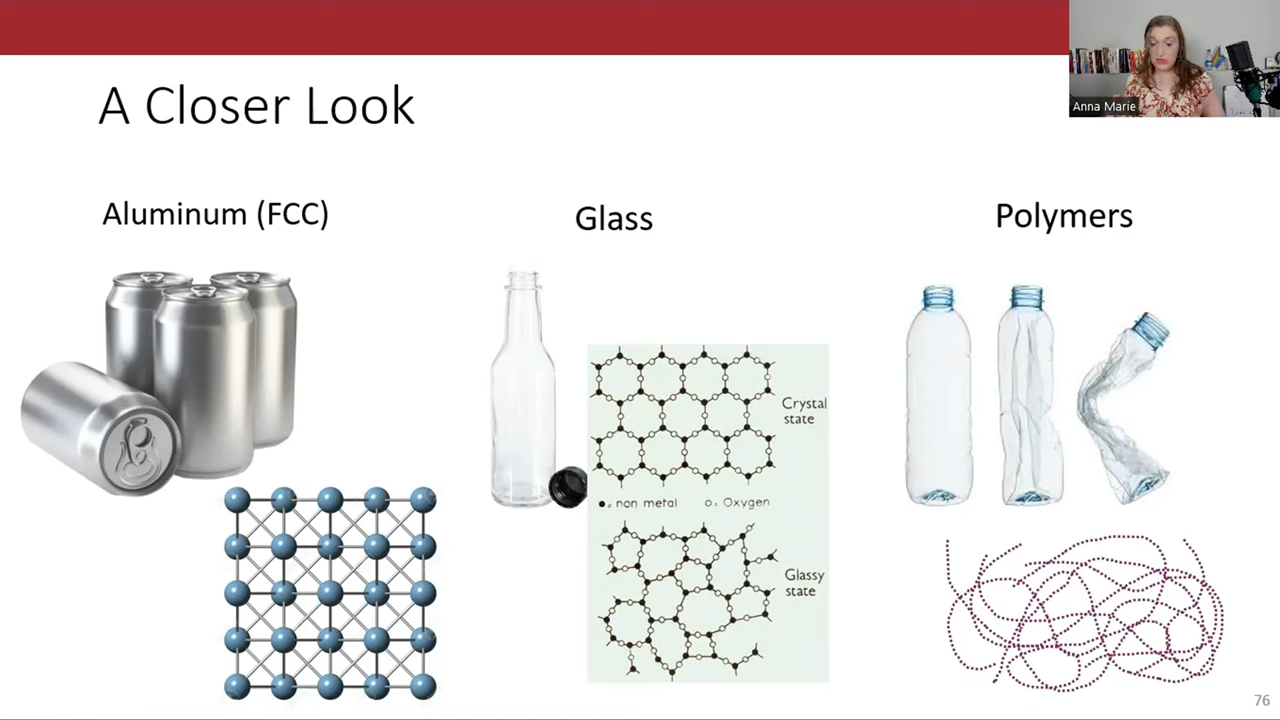 Anna Marie
A Closer Look
Aluminum (FCC)
Glass
Polymers
Crystal
state
●= non metal o= Oxygen
Glassy
state
76